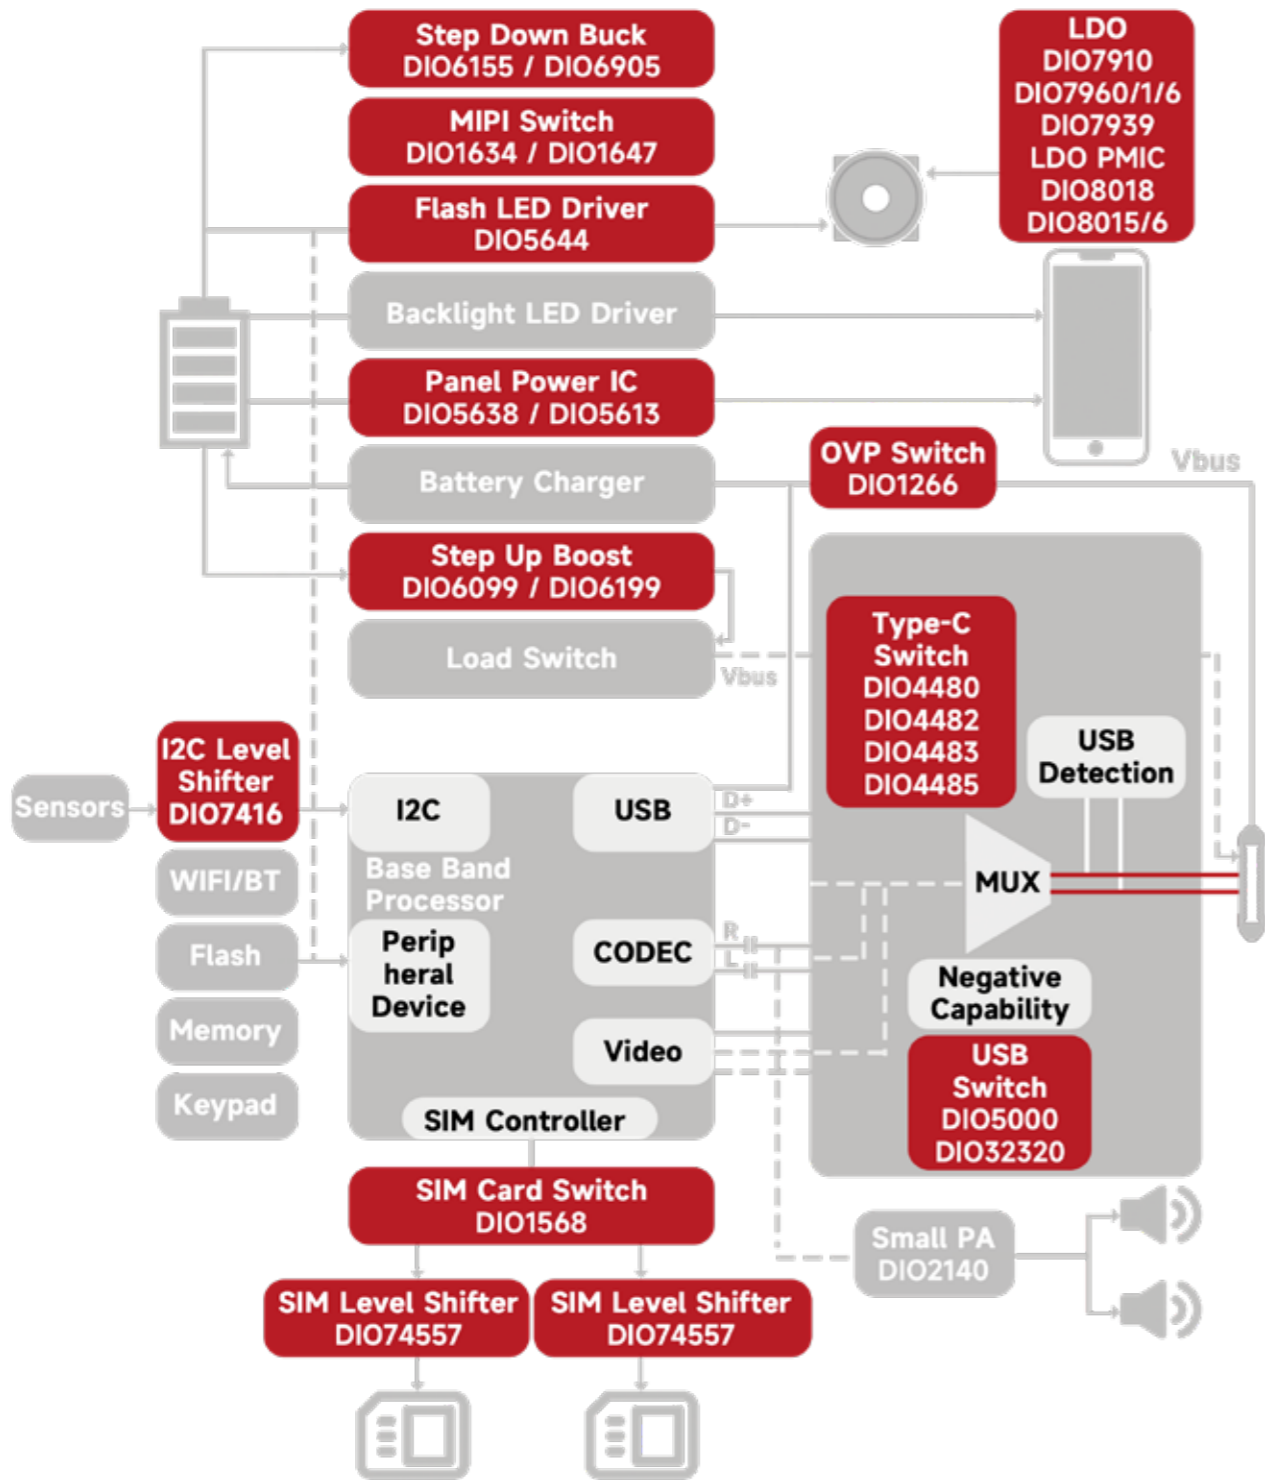 Step Down Buck
DIO6155 / DIO6905
MIPI Switch
DIO1634 / DIO1647
Flash LED Driver
DIO5644
Backlight LED Driver
Panel Power IC
DIO5638 / DIO5613
Battery Charger
Step Up Boost
DIO6099 / DIO6199
Load Switch
LDO
DIO7910
DIO7960/1/6
DIO7939
LDO PMIC
DIO8018
DIO8015/6
OVP Switch
DIO1266
Vbus
Vbus
Type-C
Switch
DIO4480
DIO4482
DIO4483
DIO4485
USB
Detection
MUX
Negative
Capability
USB
Switch
DIO5000
DIO32320
Sensors
I2C Level
Shifter
DIO7416
WIFI/BT
Flash
Memory
Keypad
I2C
USB
D+
D-
Base Band
Processor
Perip
heral
Device
CODEC
R
L
Video
SIM Controller
SIM Card Switch
DIO1568
SIM Level Shifter
DIO74557
SIM Level Shifter
DIO74557
Small PA
DIO2140